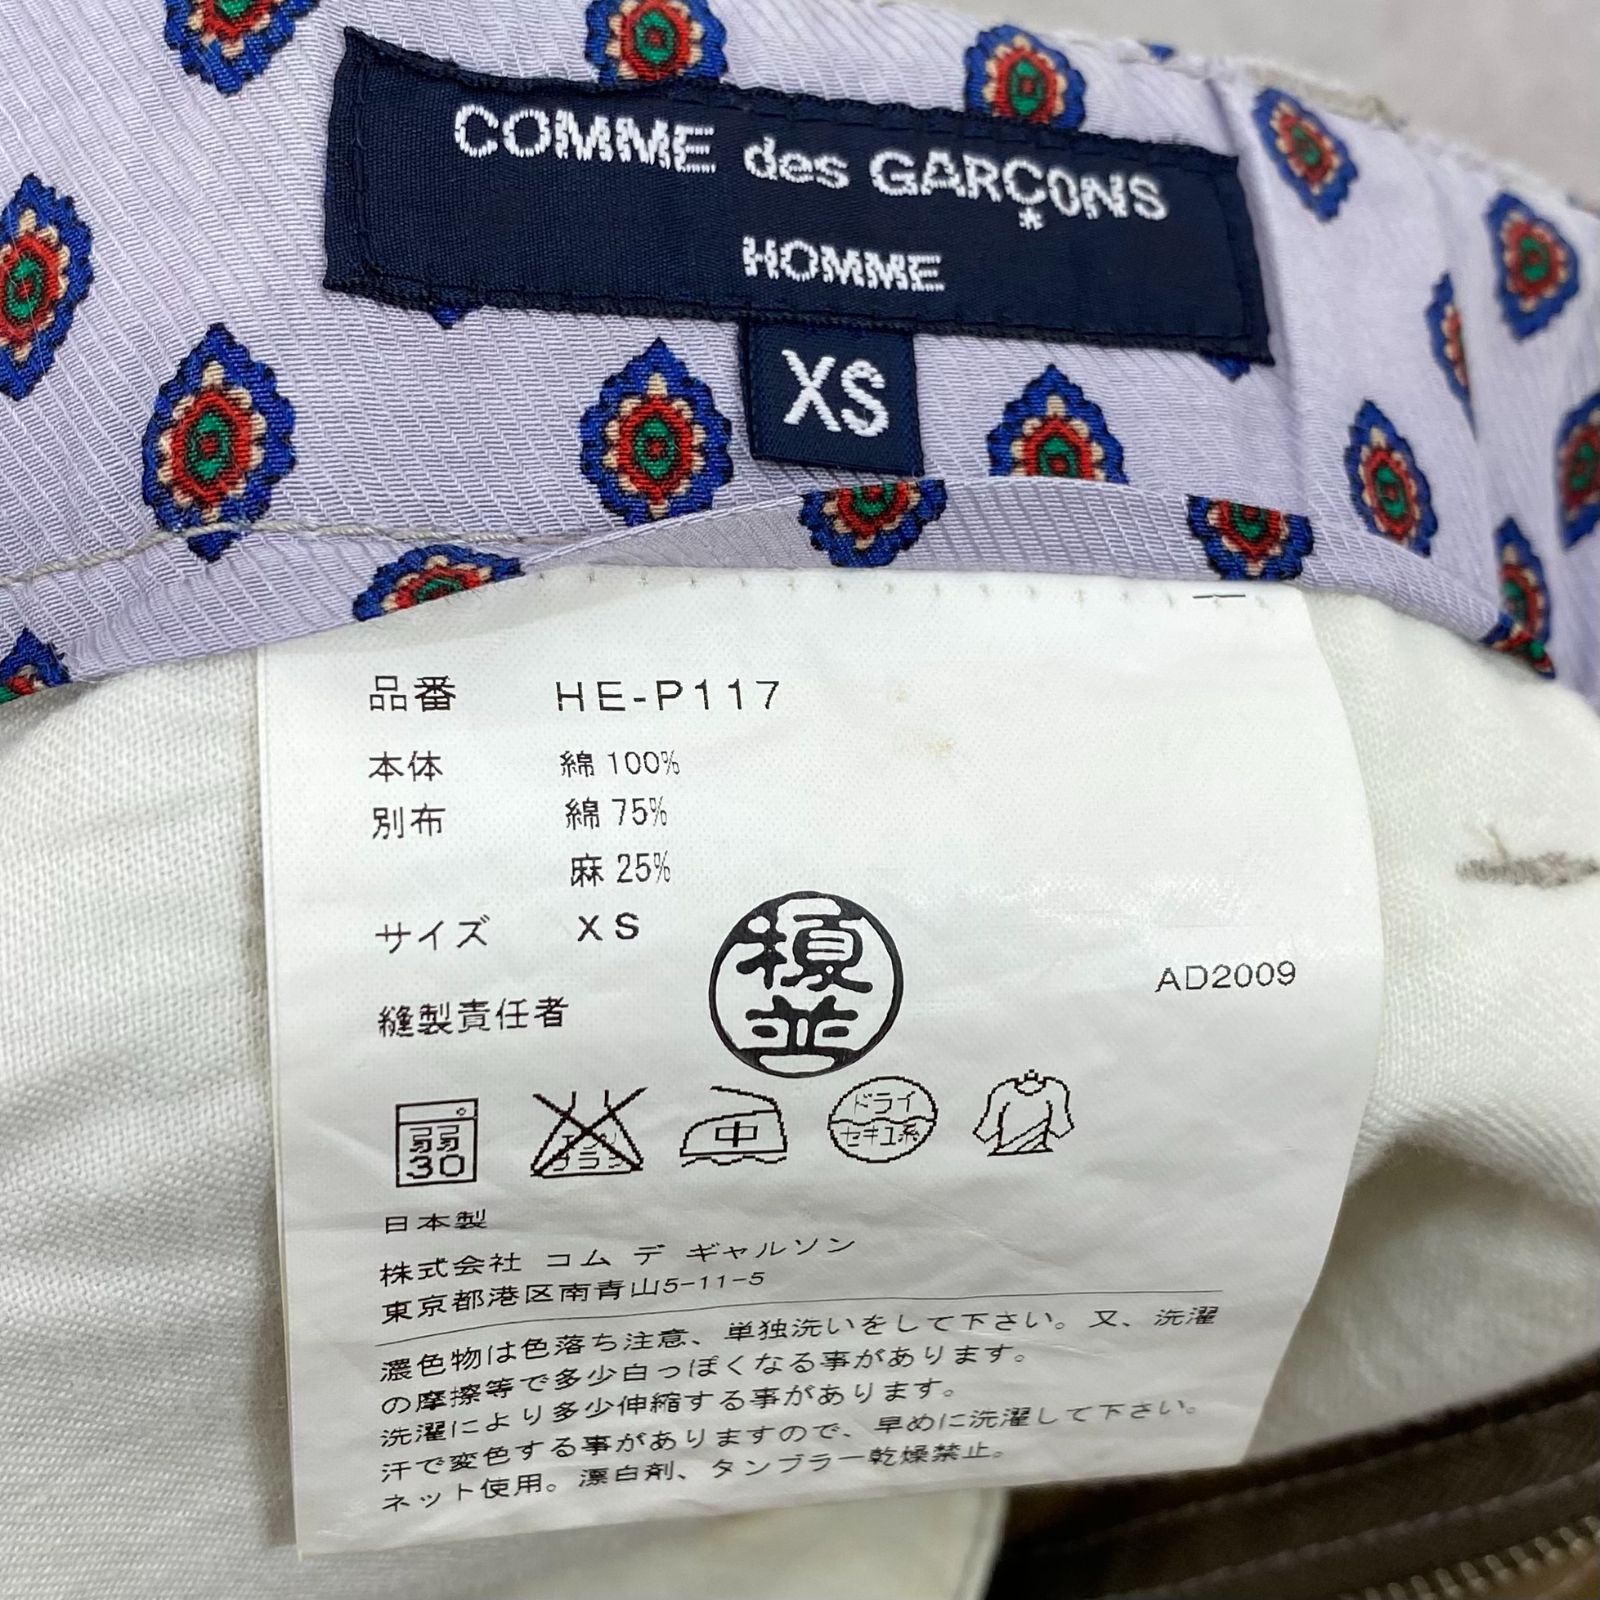 COMME des GARÇONS
HOMME
XS
品番 HE-P117
本体 綿 100%
別布 綿 75%
麻 25%
サイズ XS
縫製責任者
AD2009
弱
30
エンソ
サラシ
中
ドライ
セキユ系
日本製
株式会社 コム デ ギャルソン
東京都港区南青山5-11-5
濃色物は色落ち注意、単独洗いをして下さい。又、洗濯
の摩擦等で多少白っぽくなる事があります。
洗濯により多少伸縮する事があります。
汗で変色する事がありますので、早めに洗濯して下さい。
ネット使用。漂白剤、タンブラー乾燥禁止。